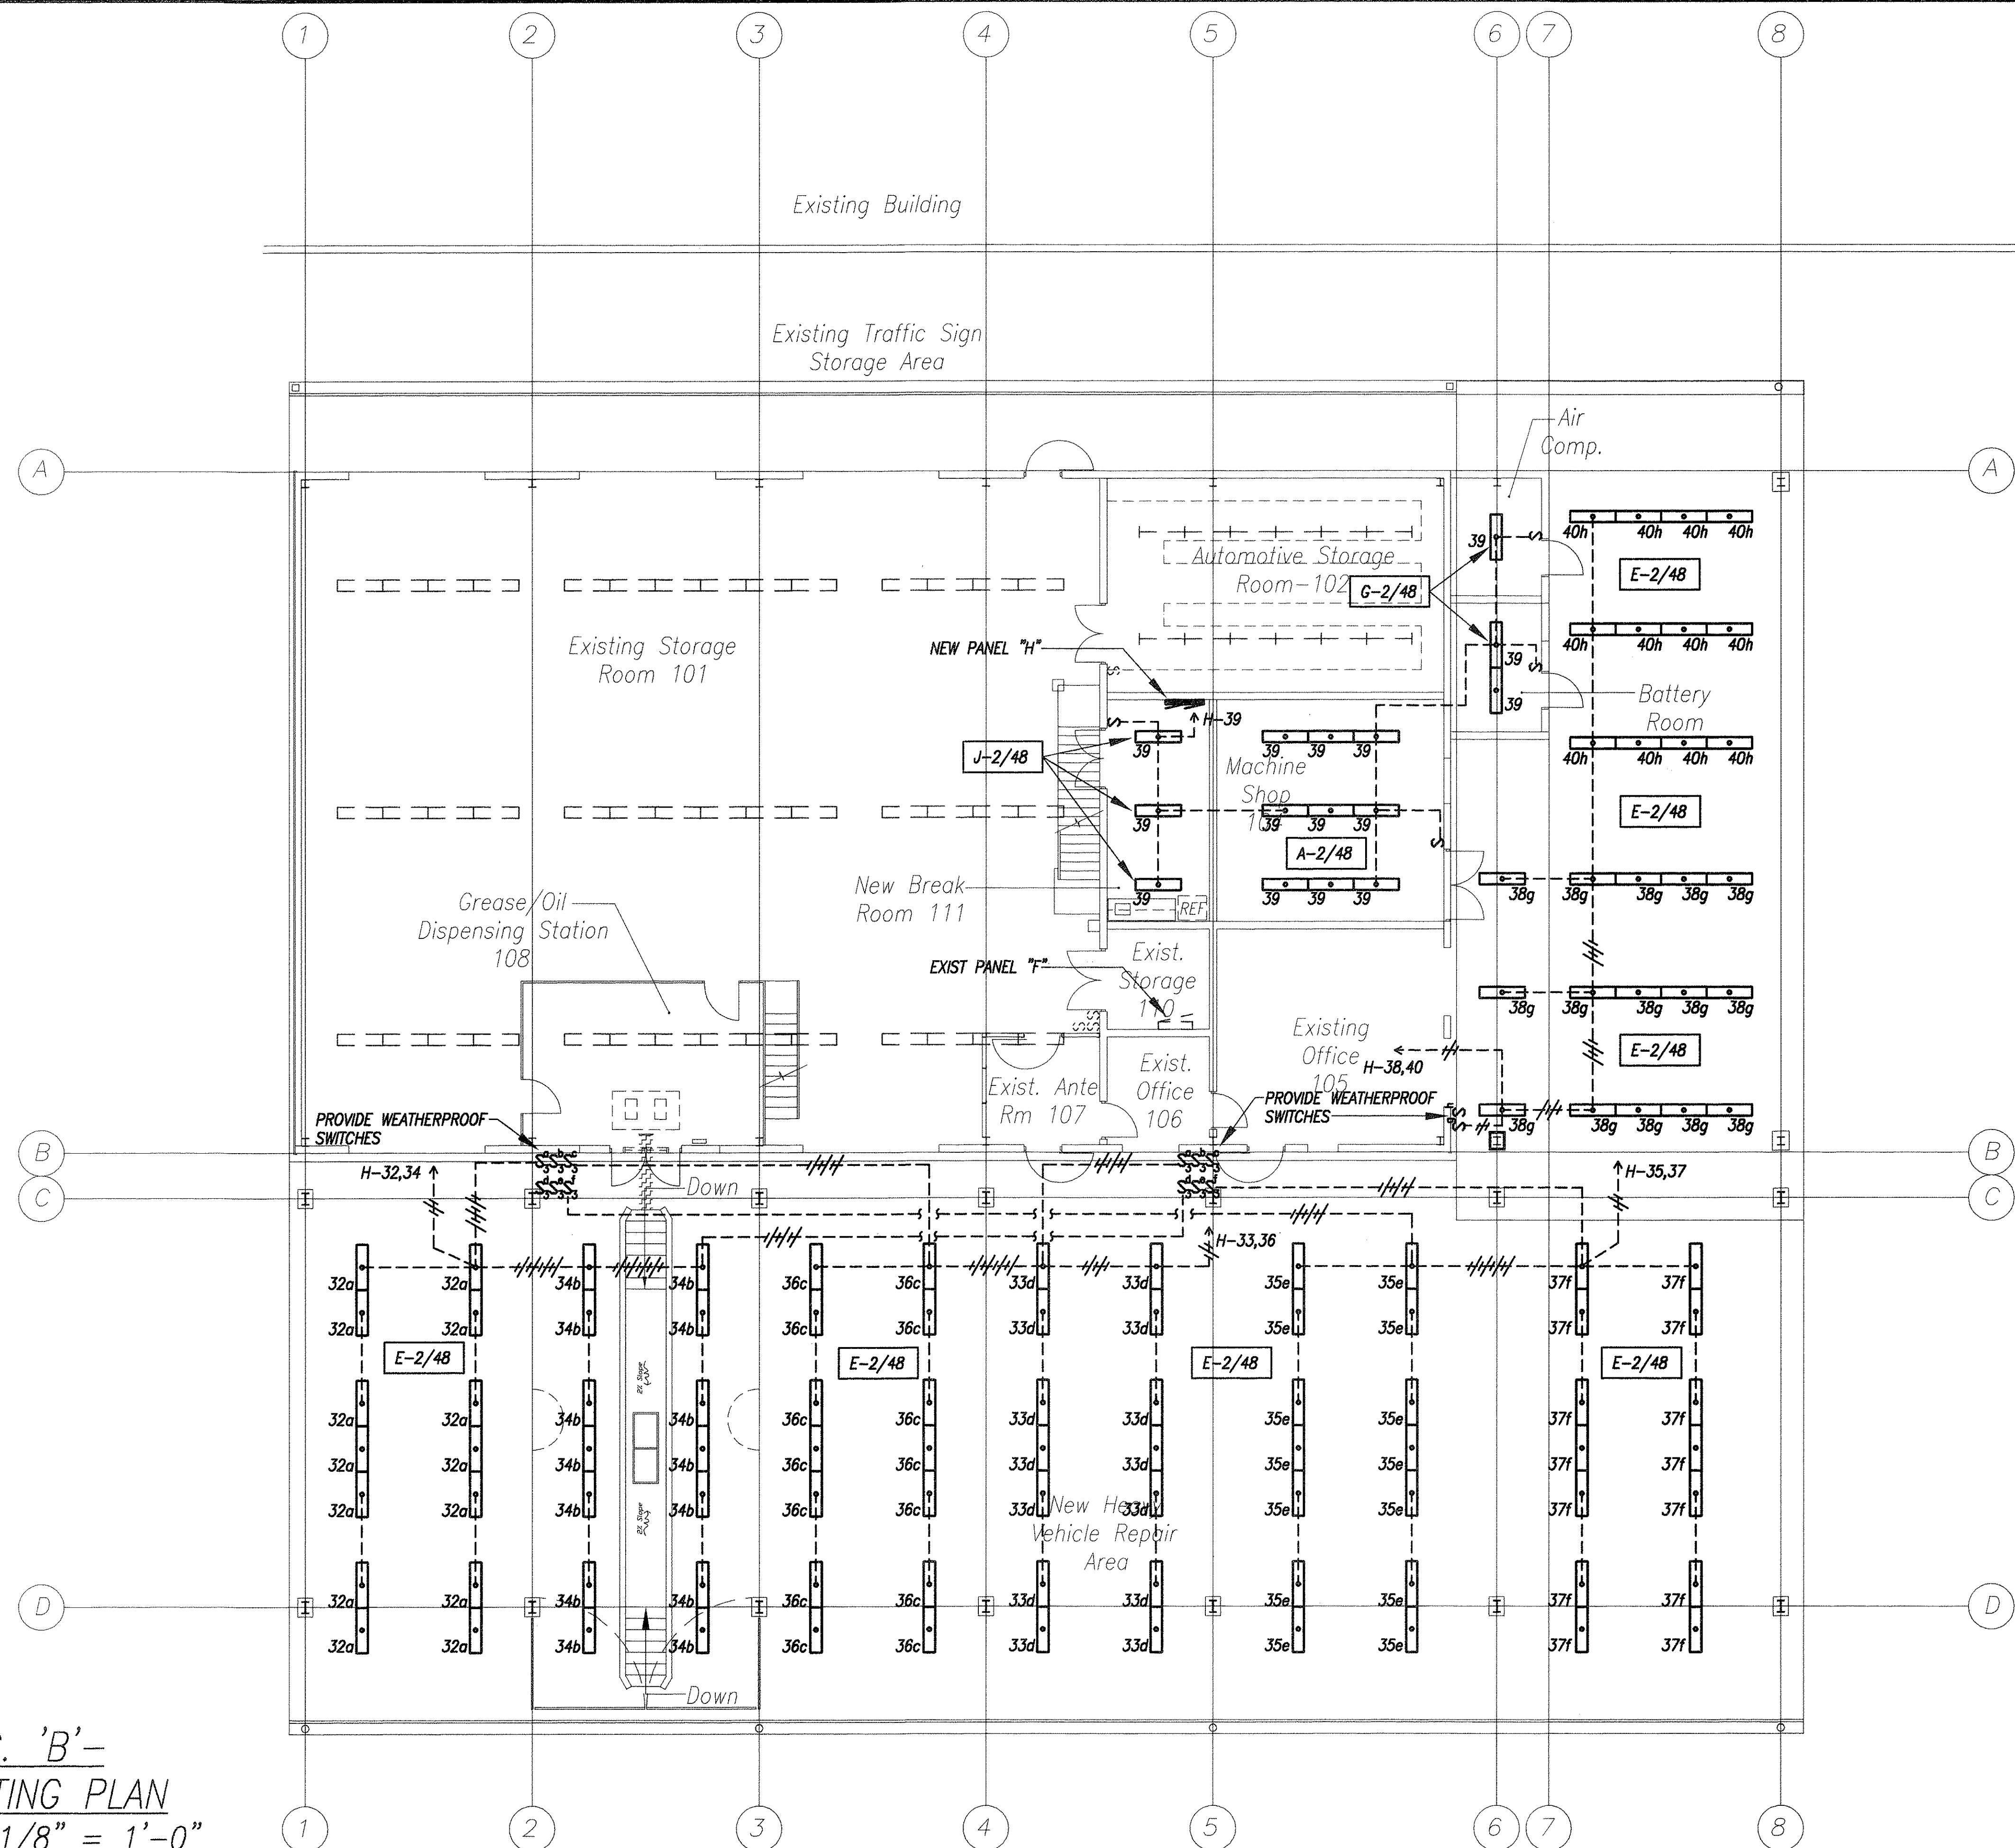 1 2 3 4 5 6 7 8
Existing Building
Existing Traffic Sign
Storage Area
Air
Comp.
A A
40h 40h 40h 40h
39
Automotive Storage
Room-102
G-2/48
E-2/48
Existing Storage
Room 101
NEW PANEL "H"
S
40h 40h 40h 40h
39
39
Battery
Room
H-39
S
J-2/48
39
39 39 39
Machine
Shop
40h 40h 40h 40h
E-2/48
39
39 39 39
S
A-2/48
New Break
Room 111
39
39 39 39
REF
38g 38g 38g 38g 38g
Grease/Oil
Dispensing Station
108
EXIST PANEL "F"
Exist.
Storage
110
38g 38g 38g 38g 38g
E-2/48
Existing
Office
105
H-38,40
Exist. Ante
Rm 107
Exist.
Office
106
PROVIDE WEATHERPROOF
SWITCHES
PROVIDE WEATHERPROOF
SWITCHES
38g 38g 38g 38g 38g
B B
H-32,34
H-35,37
C C
Down
H-33,36
32a 32a 34b 34b 36c 36c 33d 33d 35e 35e 37f 37f
32a 32a 34b 34b 36c 36c 33d 33d 35e 35e 37f 37f
E-2/48 E-2/48 E-2/48 E-2/48
2% Slope
32a 32a 34b 34b 36c 36c 33d 33d 35e 35e 37f 37f
32a 32a 34b 34b 36c 36c 33d 33d 35e 35e 37f 37f
2% Slope
32a 32a 34b 34b 36c 36c 33d 33d 35e 35e 37f 37f
New Heavy
Vehicle Repair
Area
D D
32a 32a 34b 34b 36c 36c 33d 33d 35e 35e 37f 37f
32a 32a 34b 34b 36c 36c 33d 33d 35e 35e 37f 37f
Down
'B'-
TING PLAN
1/8" = 1'-0"
1 2 3 4 5 6 7 8